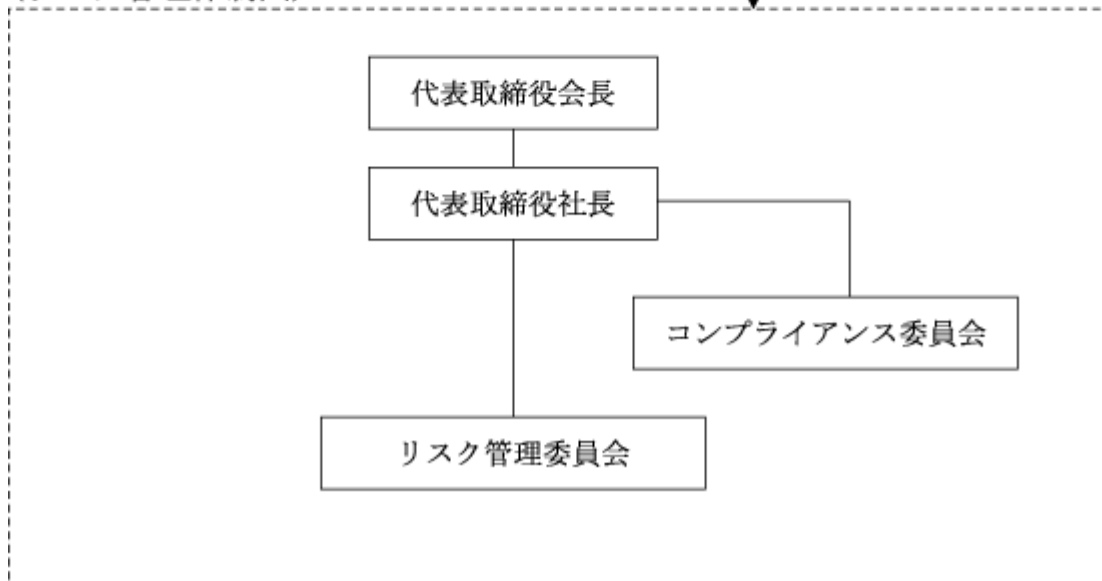 代表取締役会長
代表取締役社長
コンプライアンス委員会
リスク管理委員会